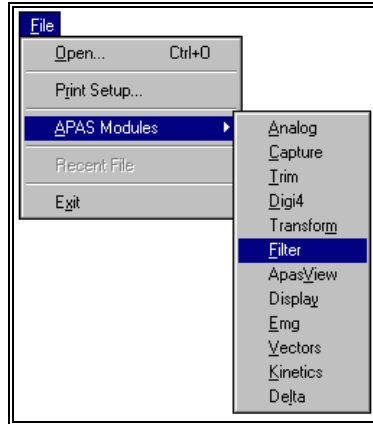 File
Open... Ctrl+O
Print Setup...
APAS Modules
Recent File
Exit
Analog
Capture
Trim
Digi4
Transform
Filter
ApasView
Display
Emg
Vectors
Kinetics
Delta